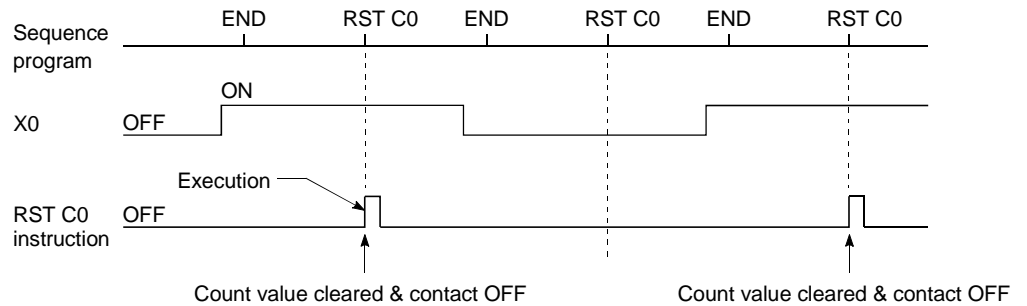 END RST C0 END RST C0 END RST C0
Sequence
program
ON
X0 OFF
Execution
RST C0 OFF
instruction
Count value cleared & contact OFF Count value cleared & contact OFF